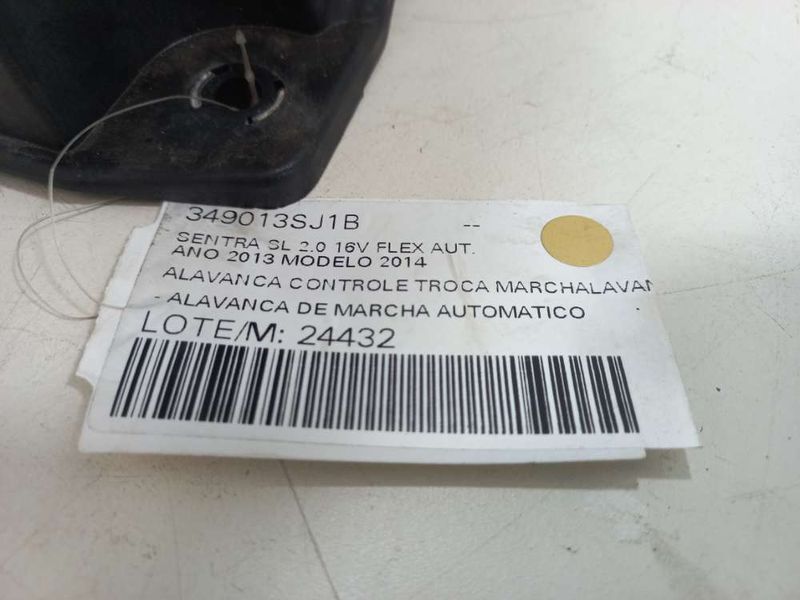 349013SJ1B --
SENTRA SL 2.0 16V FLEX AUT.
ANO 2013 MODELO 2014
ALAVANCA CONTROLE TROCA MARCHALAVAN
- ALAVANCA DE MARCHA AUTOMATICO
LOTE/M: 24432